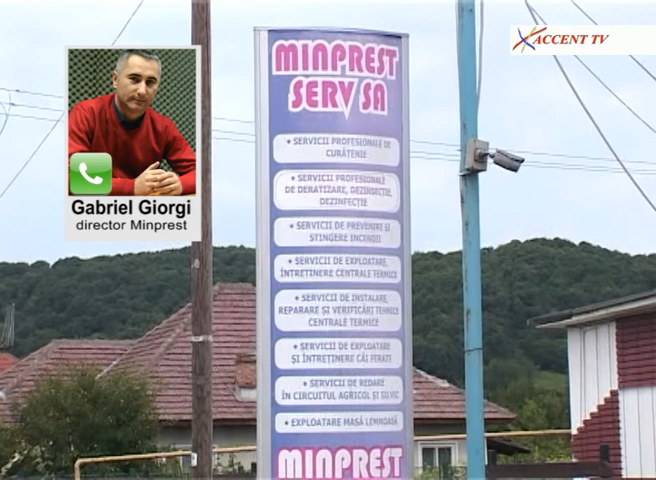 ACCENT TV
Gabriel Giorgi
director Minprest
MINPREST
SERV SA
• SERVICII PROFESIONALE DE
CURĂȚENIE
• SERVICII PROFESIONALE
DE DERATIZARE, DEZINSECȚIE,
DEZINFECȚIE
• SERVICII DE PREVENIRE ȘI
STINGERE INCENDII
• SERVICII DE EXPLOATARE,
ÎNTREȚINERE CENTRALE TERMICE
• SERVICII DE INSTALARE,
REPARARE ȘI VERIFICĂRI TEHNICE
CENTRALE TERMICE
• SERVICII DE EXPLOATARE
ȘI ÎNTREȚINERE CĂI FERATE
• SERVICII DE REDARE
ÎN CIRCUITUL AGRICOL ȘI SILVIC
• EXPLOATARE MASĂ LEMNOASĂ
MINPREST